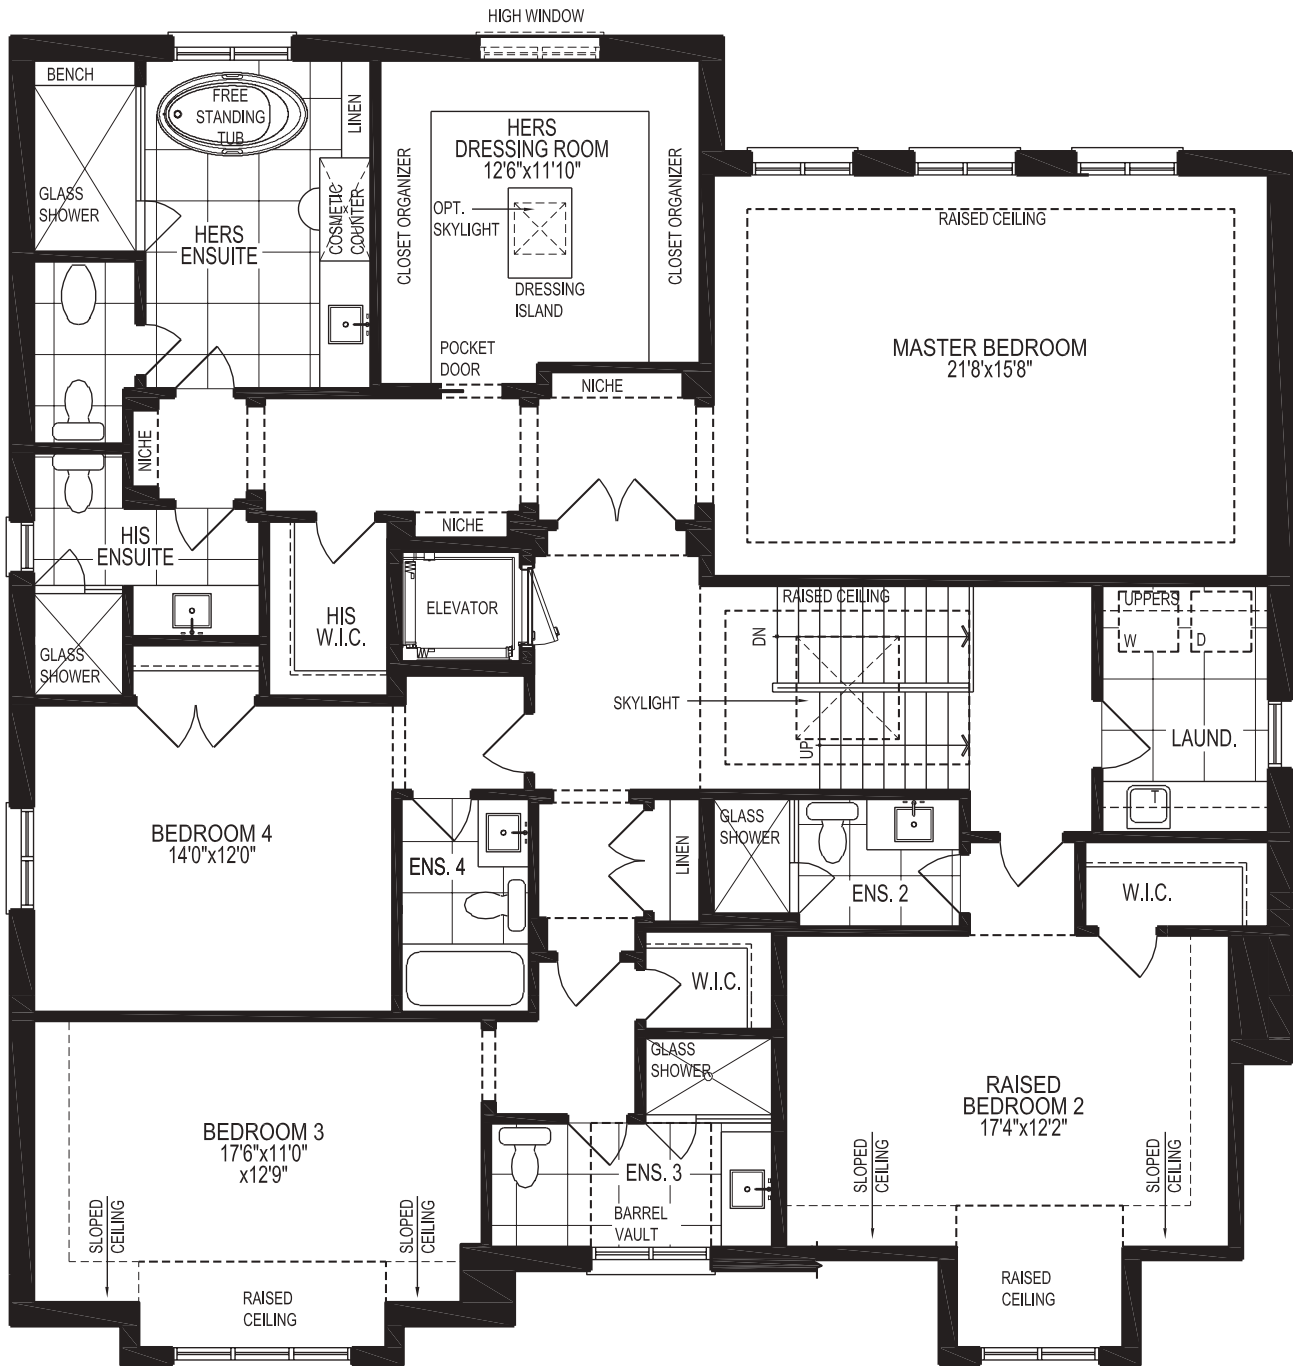 HIGH WINDOW
BENCH
FREE
STANDING
TUB
LINEN
GLASS
SHOWER
HERS
ENSUITE
COSMETIC
COUNTER
CLOSET ORGANIZER
HERS
DRESSING ROOM
12'6"x11'10"
OPT.
SKYLIGHT
DRESSING
ISLAND
CLOSET ORGANIZER
POCKET
DOOR
RAISED CEILING
MASTER BEDROOM
21'8'x15'8"
NICHE
NICHE
NICHE
HIS
ENSUITE
GLASS
SHOWER
HIS
W.I.C.
ELEVATOR
RAISED CEILING
DN
SKYLIGHT
UP
UPPERS
W
D
LAUND.
T
BEDROOM 4
14'0"x12'0"
ENS. 4
LINEN
GLASS
SHOWER
ENS. 2
W.I.C.
W.I.C.
GLASS
SHOWER
BEDROOM 3
17'6"x11'0"
x12'9"
SLOPED
CEILING
SLOPED
CEILING
RAISED
CEILING
ENS. 3
BARREL
VAULT
RAISED
BEDROOM 2
17'4"x12'2"
SLOPED
CEILING
SLOPED
CEILING
RAISED
CEILING